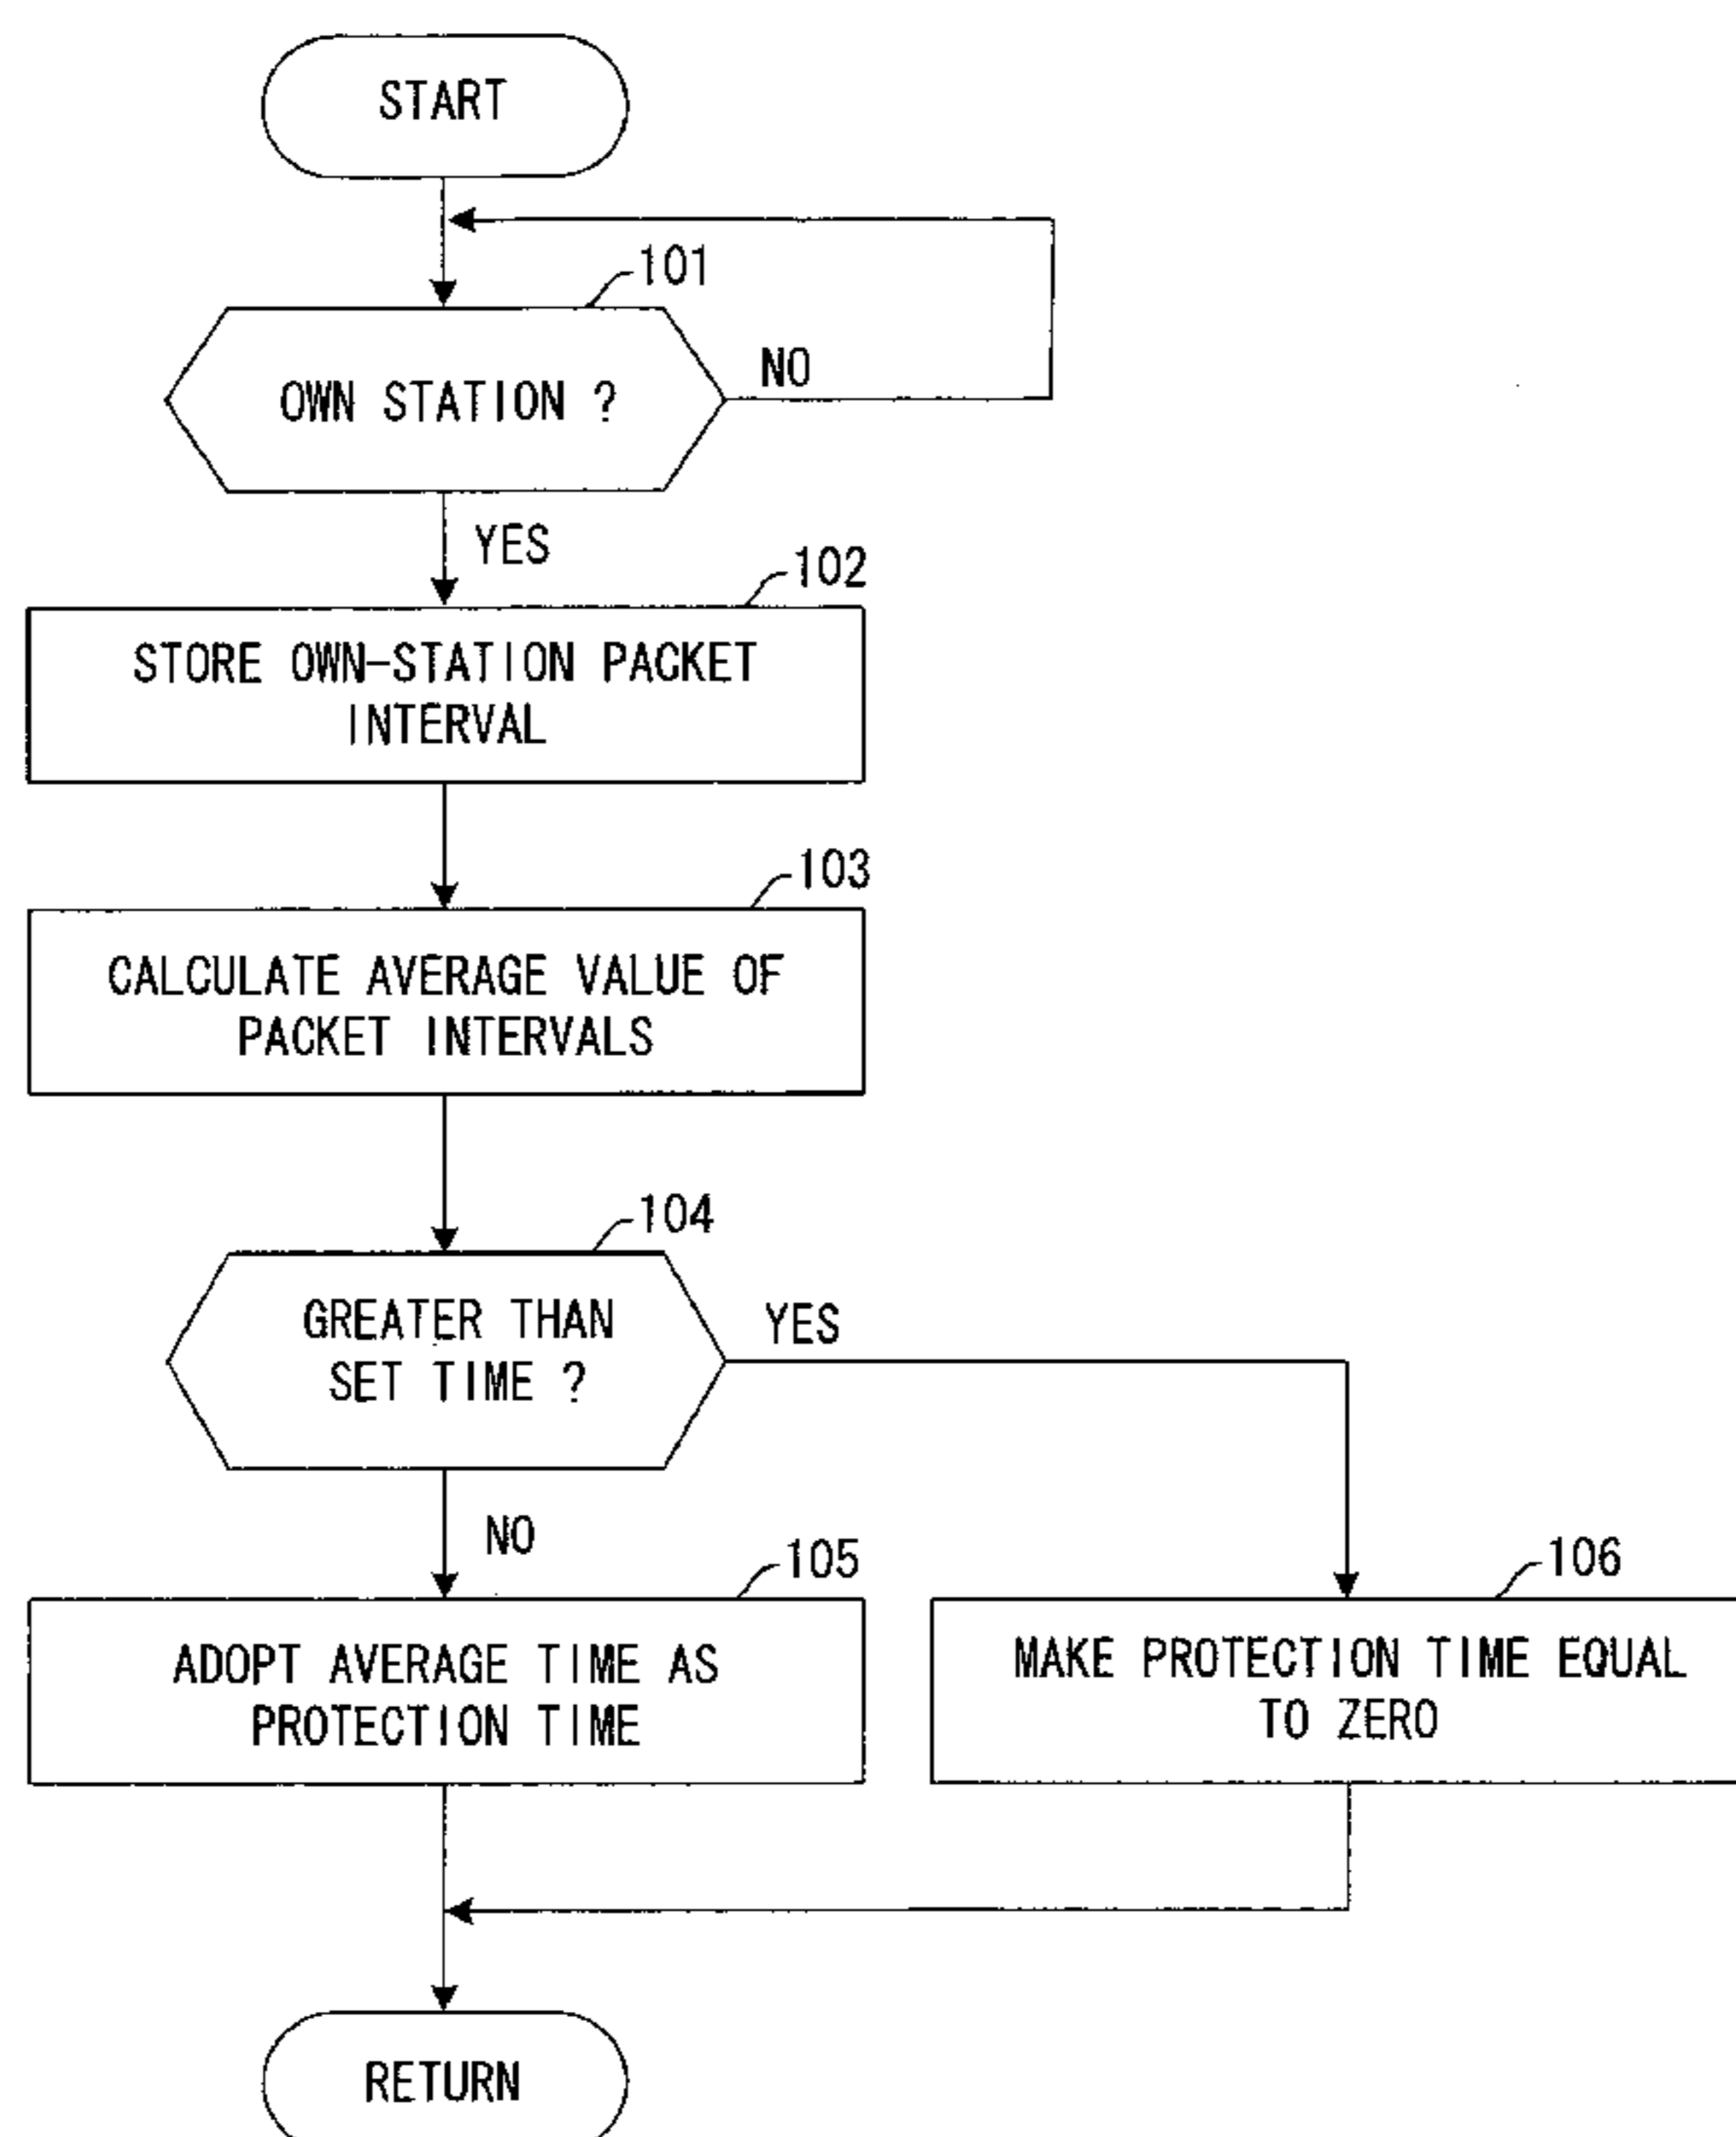 START
101
OWN STATION ?
NO
YES
102
STORE OWN-STATION PACKET
INTERVAL
103
CALCULATE AVERAGE VALUE OF
PACKET INTERVALS
104
GREATER THAN
SET TIME ?
YES
NO
105
ADOPT AVERAGE TIME AS
PROTECTION TIME
106
MAKE PROTECTION TIME EQUAL
TO ZERO
RETURN